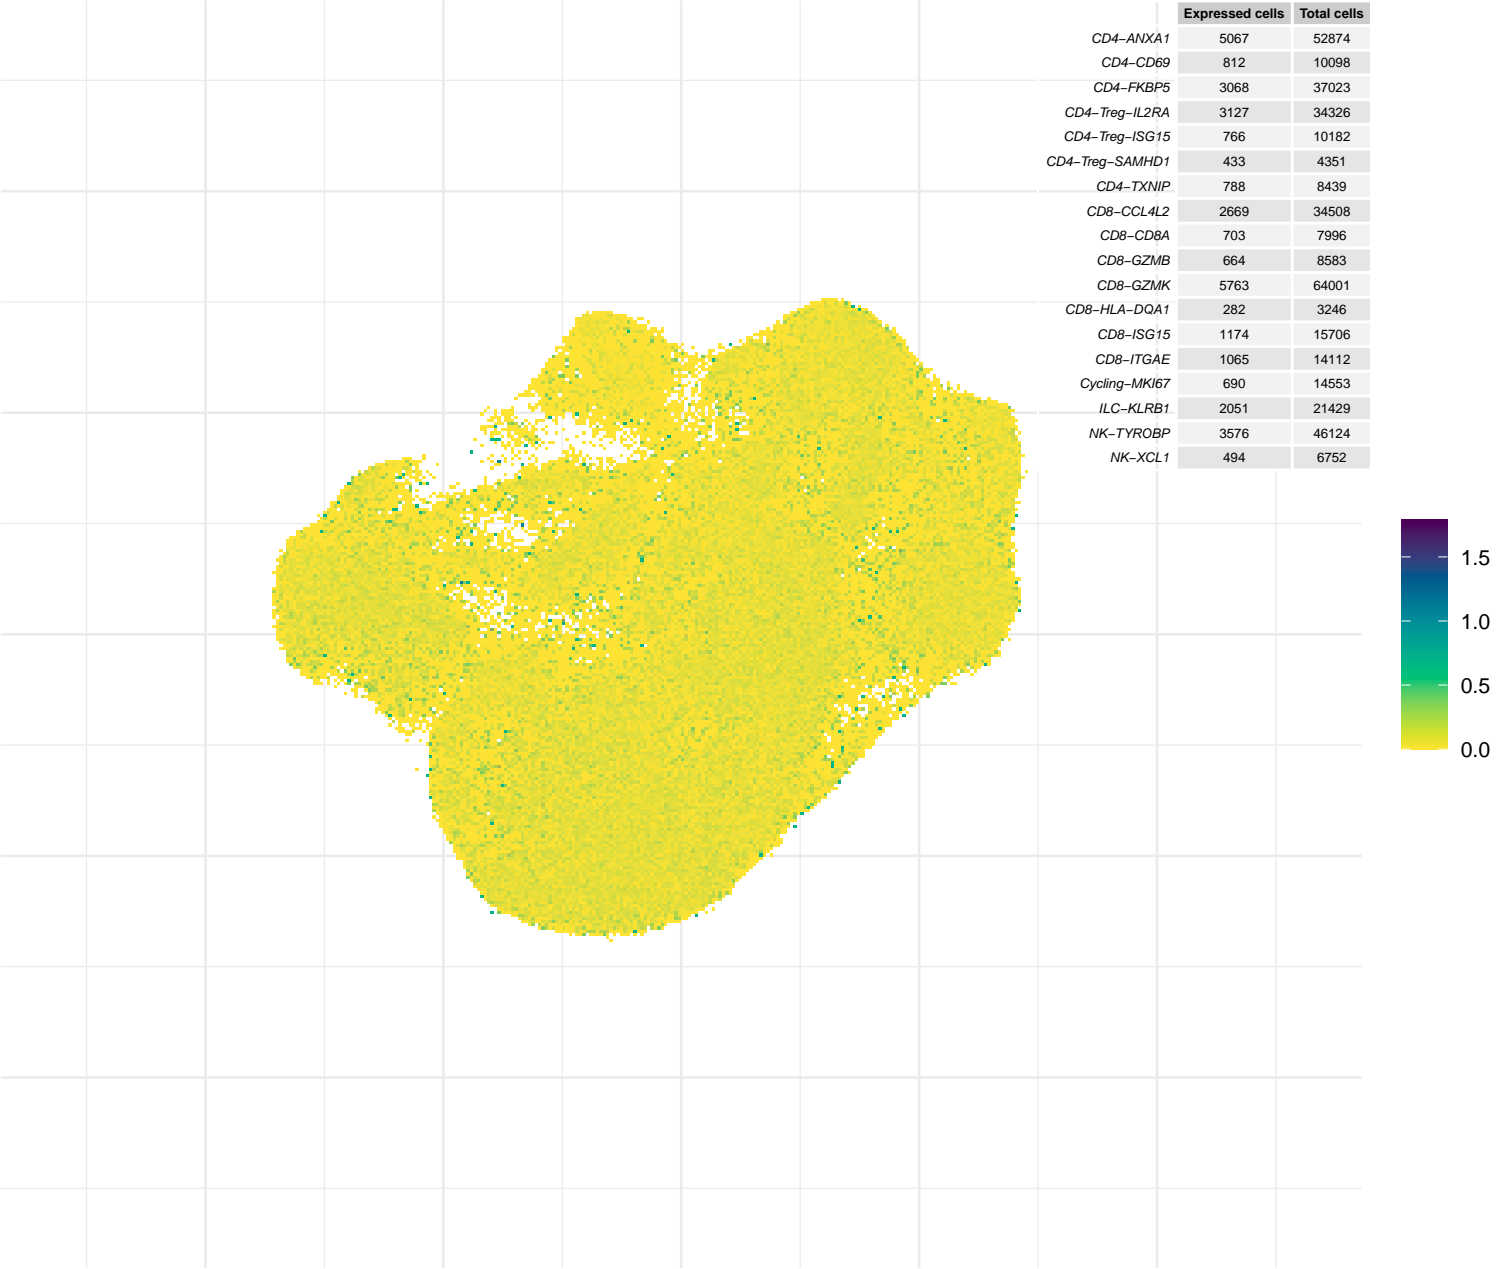 Expressed cells Total cells
CD4−ANXA1 5067 52874
CD4−CD69 812 10098
CD4−FKBP5 3068 37023
CD4−Treg−IL2RA 3127 34326
CD4−Treg−ISG15 766 10182
CD4−Treg−SAMHD1 433 4351
CD4−TXNIP 788 8439
CD8−CCL4L2 2669 34508
CD8−CD8A 703 7996
CD8−GZMB 664 8583
CD8−GZMK 5763 64001
CD8−HLA−DQA1 282 3246
CD8−ISG15 1174 15706
CD8−ITGAE 1065 14112
Cycling−MKI67 690 14553
ILC−KLRB1 2051 21429
NK−TYROBP 3576 46124
NK−XCL1 494 6752
1.5
1.0
0.5
0.0